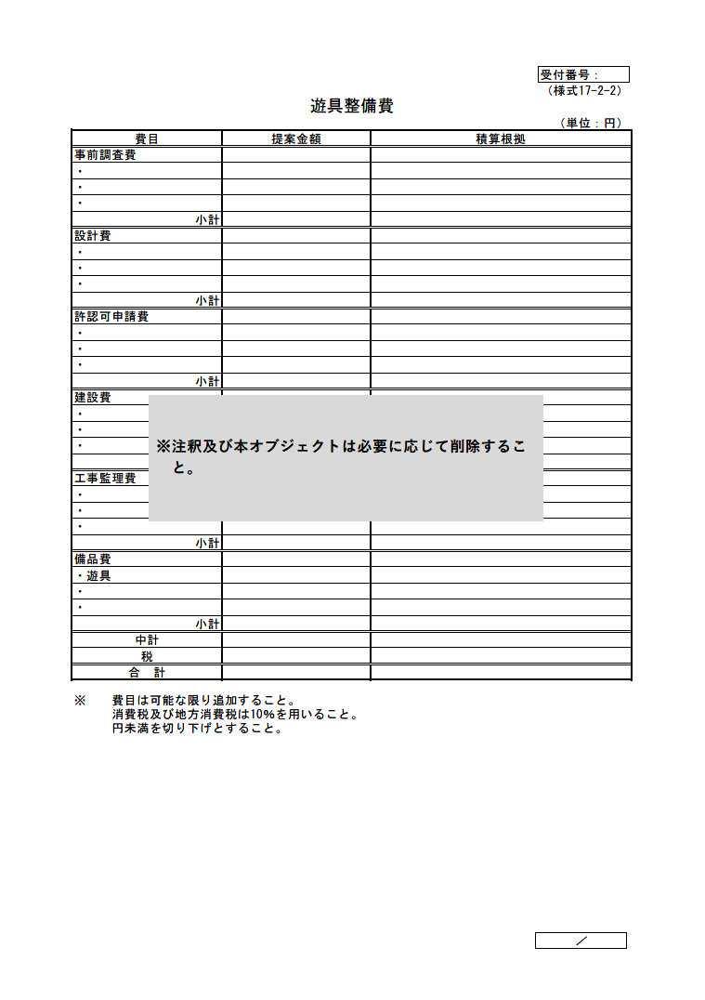 受付番号：
（様式17-2-2）
遊具整備費
（単位：円）
費目 提案金額 積算根拠
事前調査費
・
・
・
小計
設計費
・
・
・
小計
許認可申請費
・
・
・
小計
建設費
・
・
・
※注釈及び本オブジェクトは必要に応じて削除するこ
と。
工事監理費
・
・
・
小計
備品費
・遊具
・
・
小計
中計
税
合　計
※　費目は可能な限り追加すること。
消費税及び地方消費税は10％を用いること。
円未満を切り下げとすること。
／